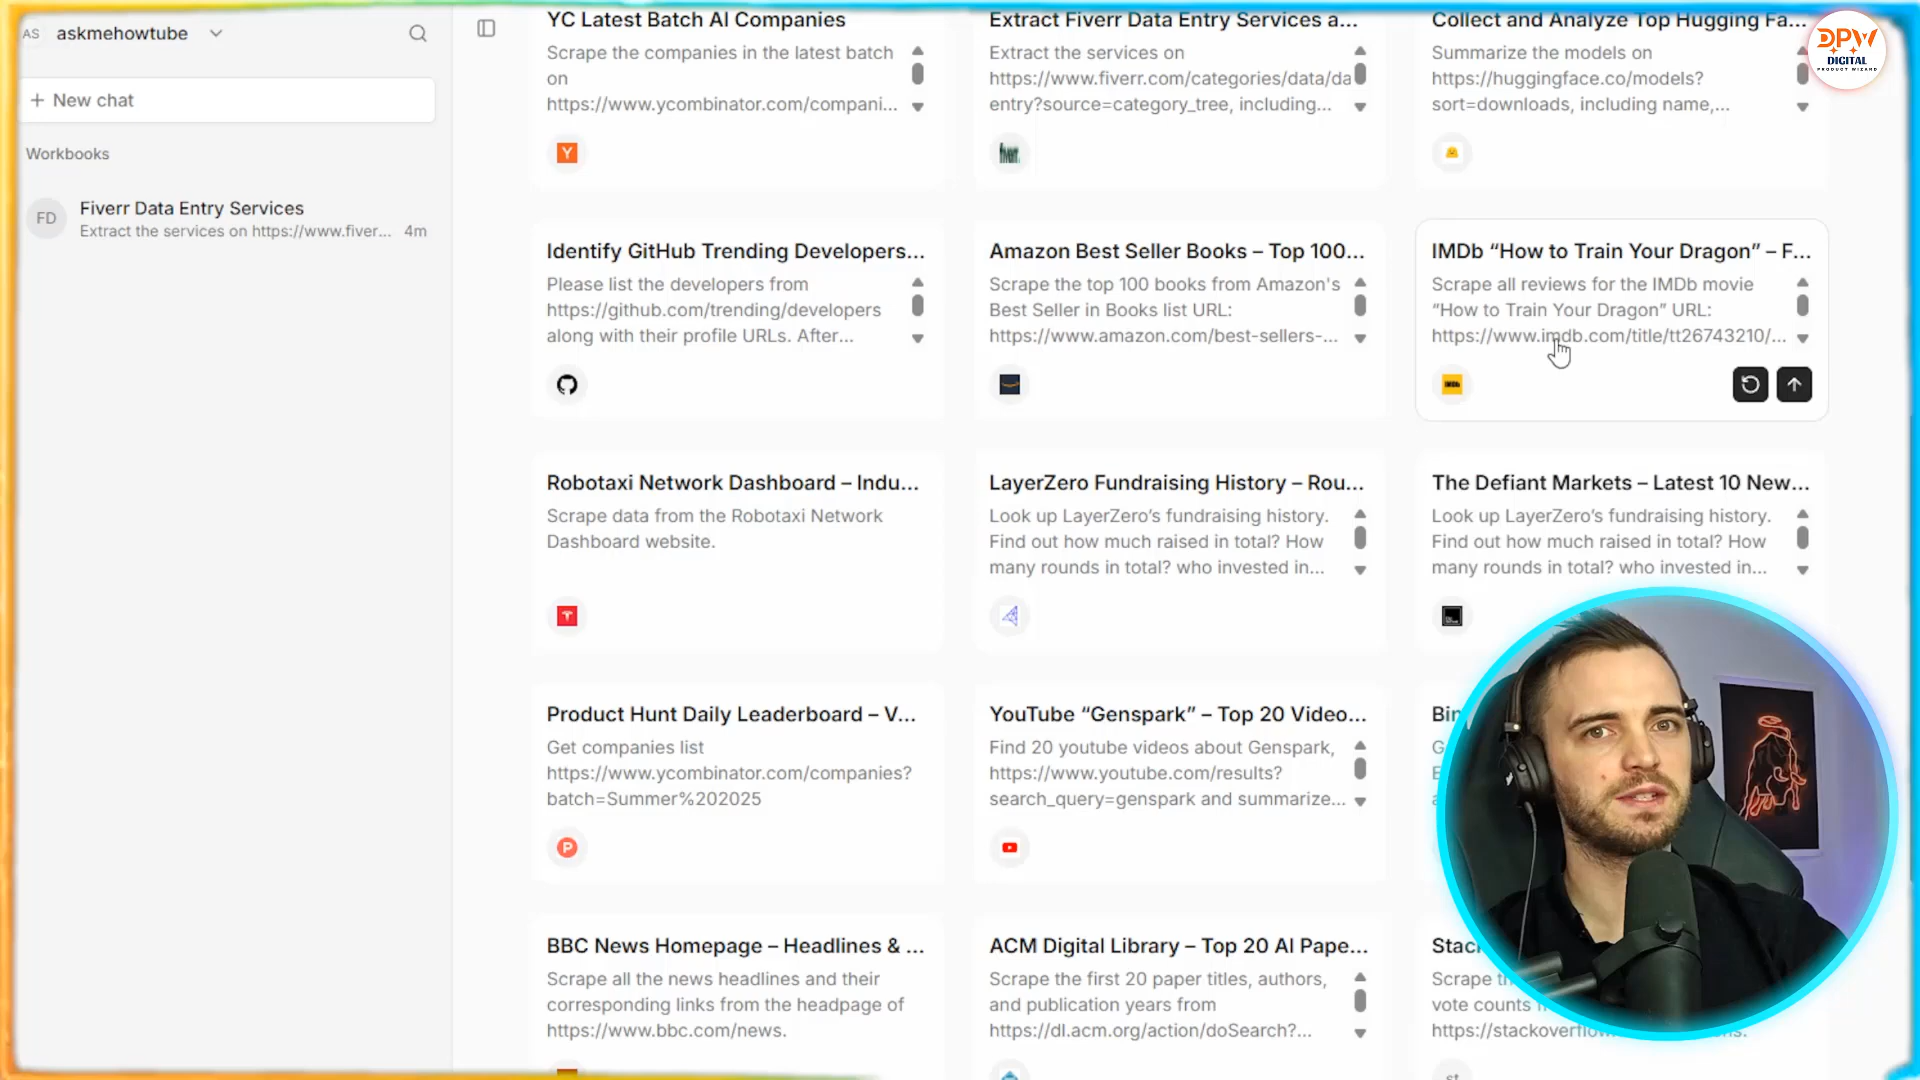 AS askmehowtube
New chat
Workbooks
FD
Fiverr Data Entry Services
Extract the services on https://www.fiver... 4m
YC Latest Batch AI Companies
Scrape the companies in the latest batch
on
https://www.ycombinator.com/compani...
Y
Extract Fiverr Data Entry Services a...
Extract the services on
https://www.fiverr.com/categories/data/da
entry?source=category_tree, including...
fiverr.
Collect and Analyze Top Hugging Fa...
Summarize the models on
https://huggingface.co/models?
sort=downloads, including name,...
DPW
DIGITAL
PRODUCT WIZARD
Identify GitHub Trending Developers...
Please list the developers from
https://github.com/trending/developers
along with their profile URLs. After...
Amazon Best Seller Books – Top 100...
Scrape the top 100 books from Amazon's
Best Seller in Books list URL:
https://www.amazon.com/best-sellers-...
IMDb “How to Train Your Dragon” – F...
Scrape all reviews for the IMDb movie
“How to Train Your Dragon” URL:
https://www.imdb.com/title/tt26743210/...
IMDb
Robotaxi Network Dashboard – Indu...
Scrape data from the Robotaxi Network
Dashboard website.
LayerZero Fundraising History – Rou...
Look up LayerZero’s fundraising history.
Find out how much raised in total? How
many rounds in total? who invested in...
The Defiant Markets – Latest 10 New...
Look up LayerZero’s fundraising history.
Find out how much raised in total? How
many rounds in total? who invested in...
Product Hunt Daily Leaderboard – V...
Get companies list
https://www.ycombinator.com/companies?
batch=Summer%202025
P
YouTube “Genspark” – Top 20 Video...
Find 20 youtube videos about Genspark,
https://www.youtube.com/results?
search_query=genspark and summarize...
Bin
G
E
a
BBC News Homepage – Headlines & ...
Scrape all the news headlines and their
corresponding links from the headpage of
https://www.bbc.com/news.
ACM Digital Library – Top 20 AI Pape...
Scrape the first 20 paper titles, authors,
and publication years from
https://dl.acm.org/action/doSearch?...
Stac
Scrape th
vote counts
https://stackoverflow
st